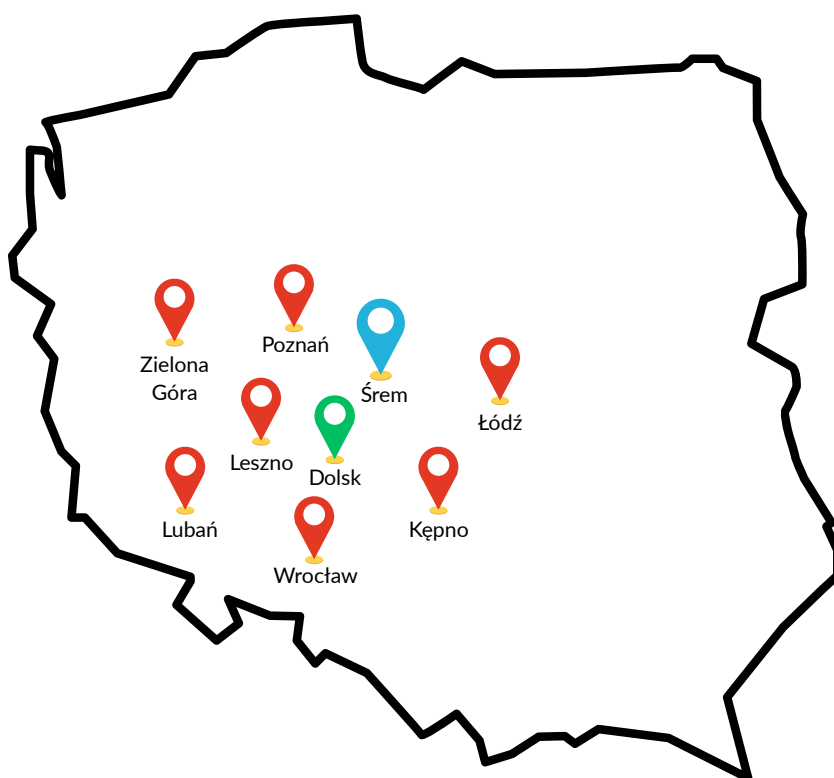 Poznań
Zielona
Góra
Śrem
Łódź
Leszno
Dolsk
Lubań
Kępno
Wrocław